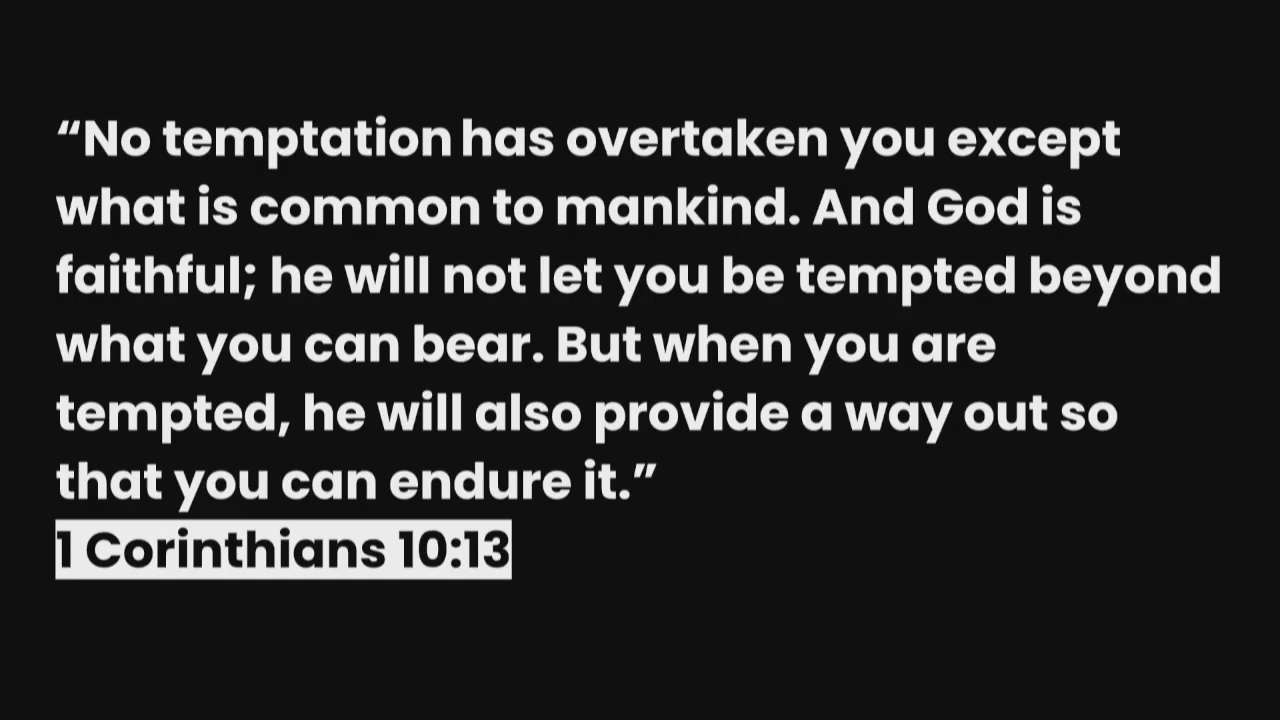 “No temptation has overtaken you except
what is common to mankind. And God is
faithful; he will not let you be tempted beyond
what you can bear. But when you are
tempted, he will also provide a way out so
that you can endure it.”
1 Corinthians 10:13